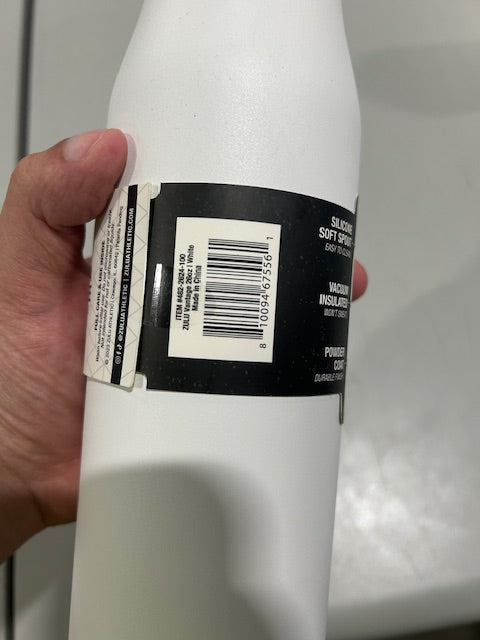 ITEM #482-2624-100
ZULU Vantage 26oz | White
Made in China
8 10094 67556 1
SILICONE
SOFT SPOUT
EASY TO CLEAN
VACUUM
INSULATED
WON'T SWEAT
POWDER
COAT
DURABLE FINISH
@ZULUATHLETIC | ZULUATHLETIC.COM